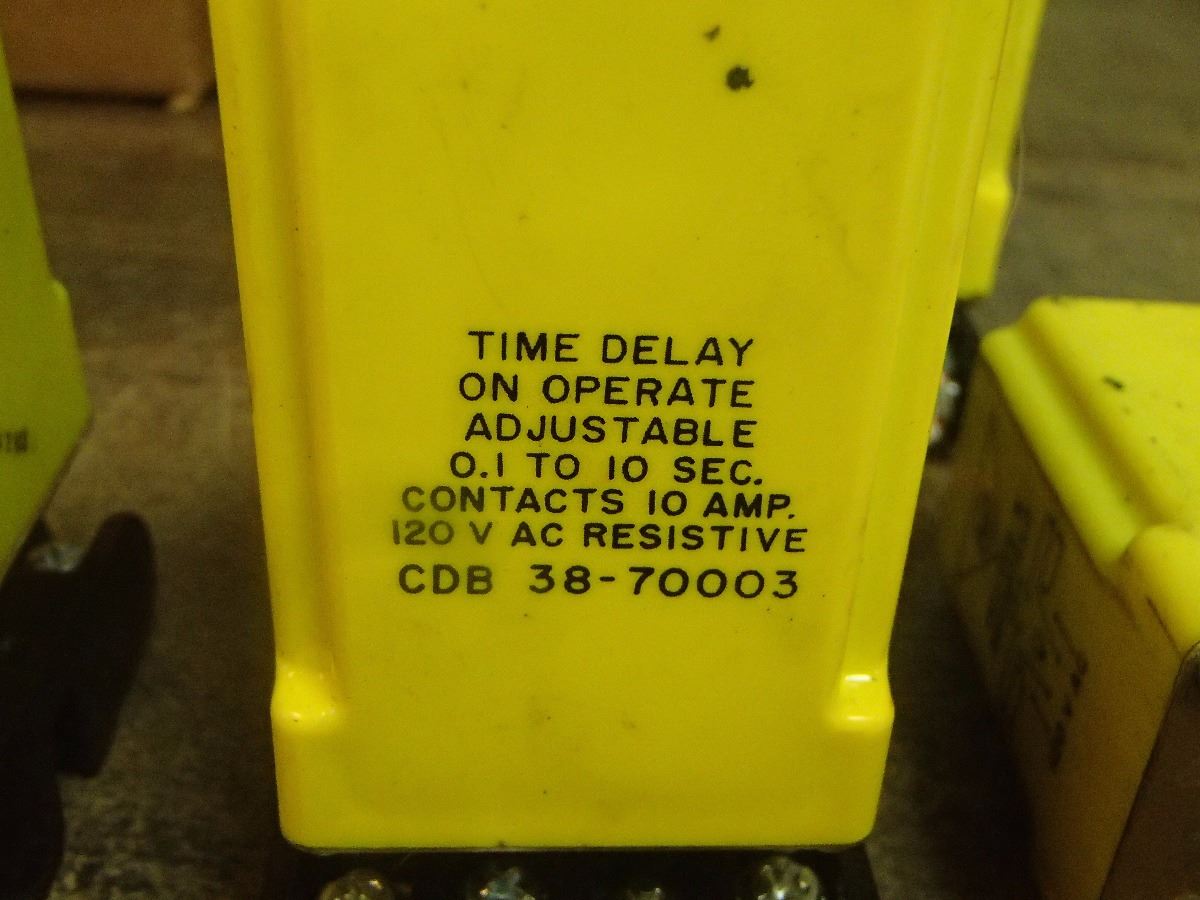 TIME DELAY
ON OPERATE
ADJUSTABLE
0.1 TO 10 SEC.
CONTACTS 10 AMP.
120 V AC RESISTIVE
CDB 38-70003